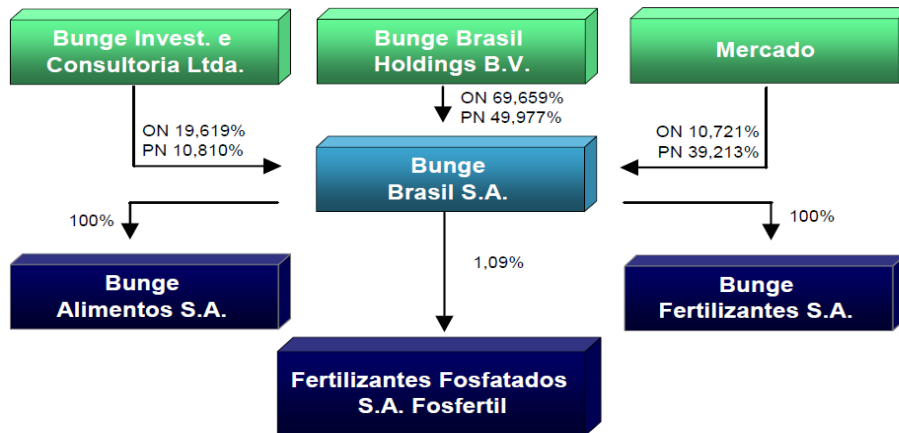 Bunge Invest. e
Consultoria Ltda.
Bunge Brasil
Holdings B.V.
Mercado
ON 19,619%
PN 10,810%
ON 69,659%
PN 49,977%
ON 10,721%
PN 39,213%
Bunge
Brasil S.A.
100%
1,09%
100%
Bunge
Alimentos S.A.
Bunge
Fertilizantes S.A.
Fertilizantes Fosfatados
S.A. Fosfertil